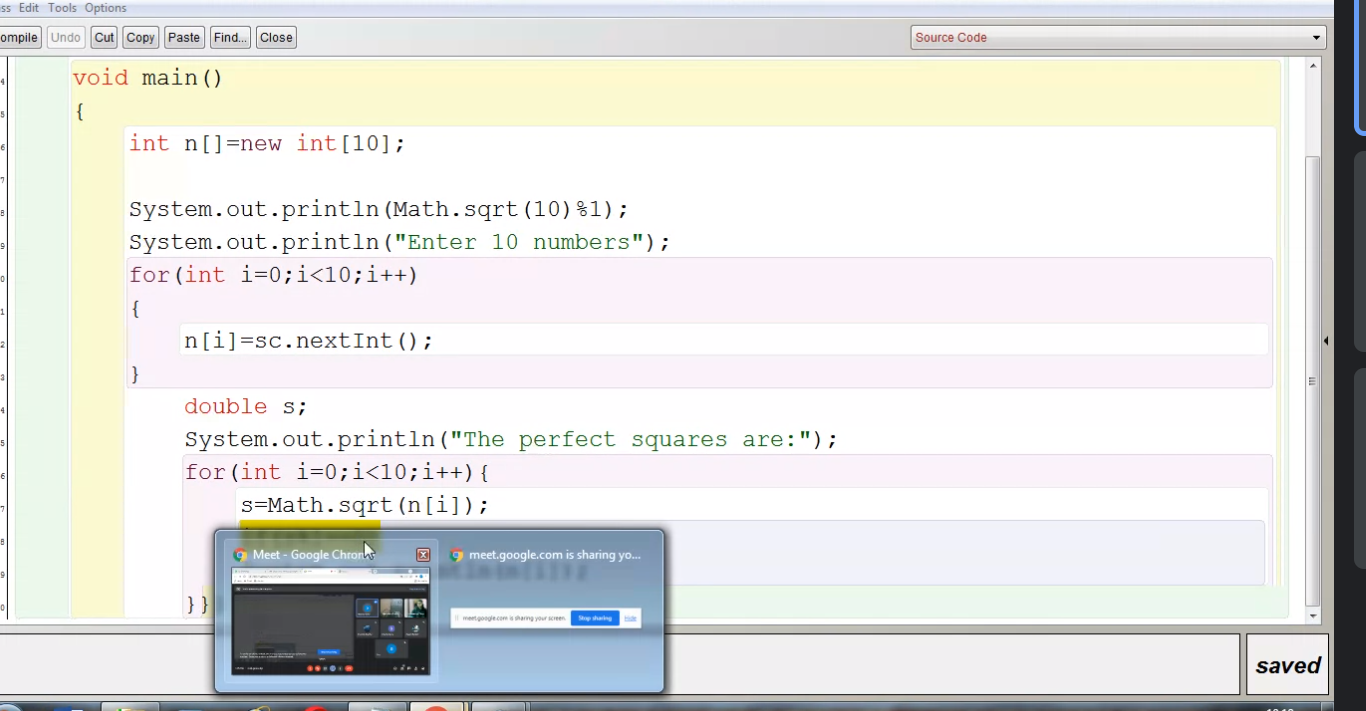 ss Edit Tools Options
ompile Undo Cut Copy Paste Find... Close
Source Code
void main()
{
int n[]=new int[10];
System.out.println(Math.sqrt(10)%1);
System.out.println("Enter 10 numbers");
for(int i=0;i<10;i++)
{
n[i]=sc.nextInt();
}
double s;
System.out.println("The perfect squares are:");
for(int i=0;i<10;i++){
s=Math.sqrt(n[i]);
Meet - Google Chrom
meet.google.com is sharing yo...
}}
meet.google.com is sharing your screen. Stop sharing Hide
saved